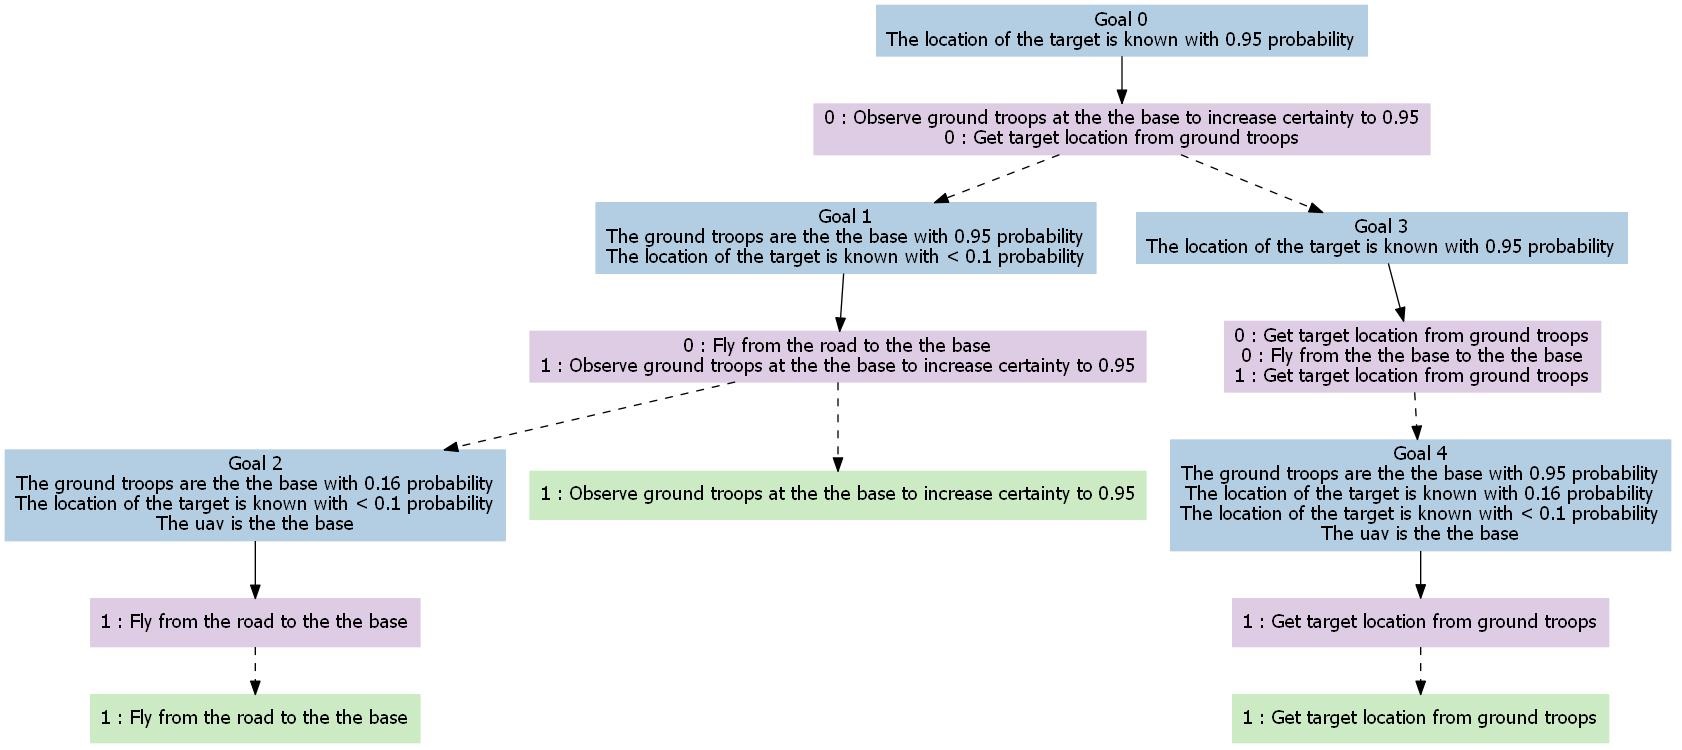 Goal 0
The location of the target is known with 0.95 probability
0 : Observe ground troops at the the base to increase certainty to 0.95
0 : Get target location from ground troops
Goal 1
The ground troops are the the base with 0.95 probability
The location of the target is known with < 0.1 probability
Goal 3
The location of the target is known with 0.95 probability
0 : Fly from the road to the the base
1 : Observe ground troops at the the base to increase certainty to 0.95
0 : Get target location from ground troops
0 : Fly from the the base to the the base
1 : Get target location from ground troops
Goal 2
The ground troops are the the base with 0.16 probability
The location of the target is known with < 0.1 probability
The uav is the the base
1 : Observe ground troops at the the base to increase certainty to 0.95
Goal 4
The ground troops are the the base with 0.95 probability
The location of the target is known with 0.16 probability
The location of the target is known with < 0.1 probability
The uav is the the base
1 : Fly from the road to the the base
1 : Get target location from ground troops
1 : Fly from the road to the the base
1 : Get target location from ground troops